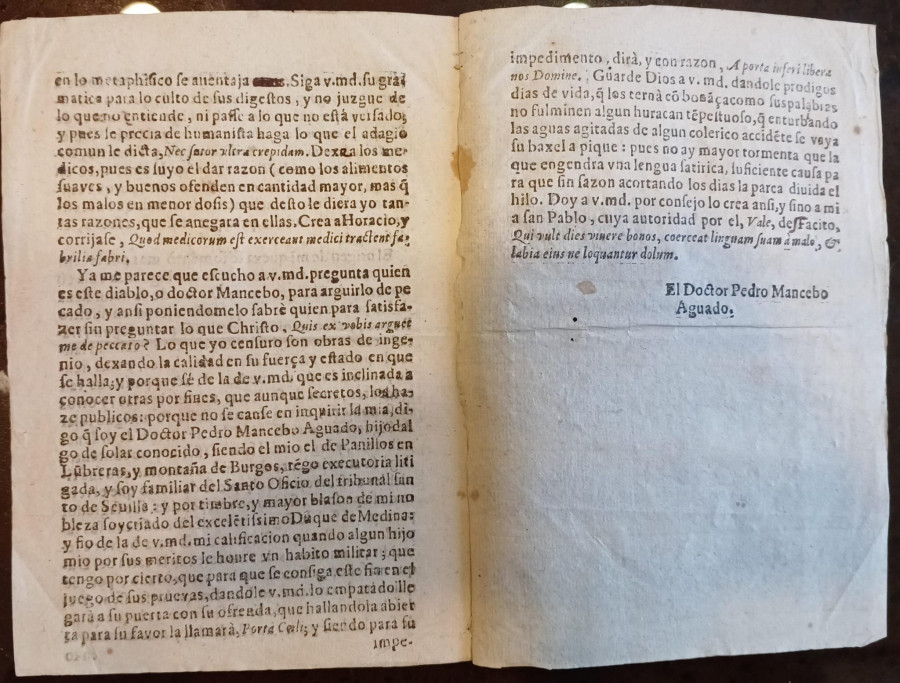 en lo metaphisico se auentaja . Siga v.md. su gra-
matica para lo culto de sus digestos , y no juzgue de
lo que no entiende , ni passe a lo que no está versado;
y pues se precia de humanista haga lo que el adagio
comun le dicta, Nec sutor vltra crepidam. Dexea los me-
dicos, pues es suyo el dar razon ( como los alimentos
suaves , y buenos ofenden en cantidad mayor, mas q̃
los malos en menor dosis) que deste le diera yo tan-
tas razones, que se anegara en ellas. Crea a Horacio, y
corrijase , Quod medicorum est exerceant medici tractent fa-
brilia fabri.
Ya me parece que escucho a v.md. pregunta quien
es este diablo, o doctor Mancebo, para arguirlo de pe
cado , y ansi poniendomelo sabrè quien para satisfa-
zer sin preguntar lo que Christo , Quis ex vobis arguet
me de peccato? Lo que yo censuro son obras de inge-
nio , dexando la calidad en su fuerça y estado en que
se halla; y porque sé de la de v.md. que es inclinada a
conocer otras por fines, que aunque secretos, los ha-
ze publicos: porque no se canse en inquirir la mia, di-
go q̃ soy el Doctor Pedro Mancebo Aguado, hijodal
go de solar conocido , siendo el mio el de Panillos en
Lũbreras, y montaña de Burgos, tẽgo executoria liti
gada, y soy familiar del Santo Oficio del tribunal san
to de Seuilla : y por timbre, y mayor blason de mi no
bleza soy criado del excelẽtissimo Duque de Medina:
y fio de la de v.md. mi calificacion quando algun hijo
mio por sus meritos le honre vn habito militar ; que
tengo por cierto, que para que se consiga este fin en el
juego de sus pruevas, dandole v.md. lo empatado lle
gará a su puerta con su ofrenda, que hallandola abier
ta para su favor la llamará, Porta Cœli; y siendo para su
impe-
impedimento , dirà, y con razon , A porta inferi libera
nos Domine. Guarde Dios a v. md. dandole prodigos
dias de vida, q̃ los ternà cõ bonãça como sus palabras
no fulminen algun huracan tẽpestuoso, q̃ enturbando
las aguas agitadas de algun colerico accidẽte se vaya
su baxel a pique : pues no ay mayor tormenta que la
que engendra vna lengua satirica, suficiente causa pa
ra que sin sazon acortando los dias la parca divida el
hilo. Doy a v.md. por consejo lo crea ansi, y sino a mi
a san Pablo , cuya autoridad por el, Vale, desfacito,
Qui vult dies vivere bonos, coerceat linguam suam á malo, &
labia eius ne loquantur dolum.
El Doctor Pedro Mancebo
Aguado.